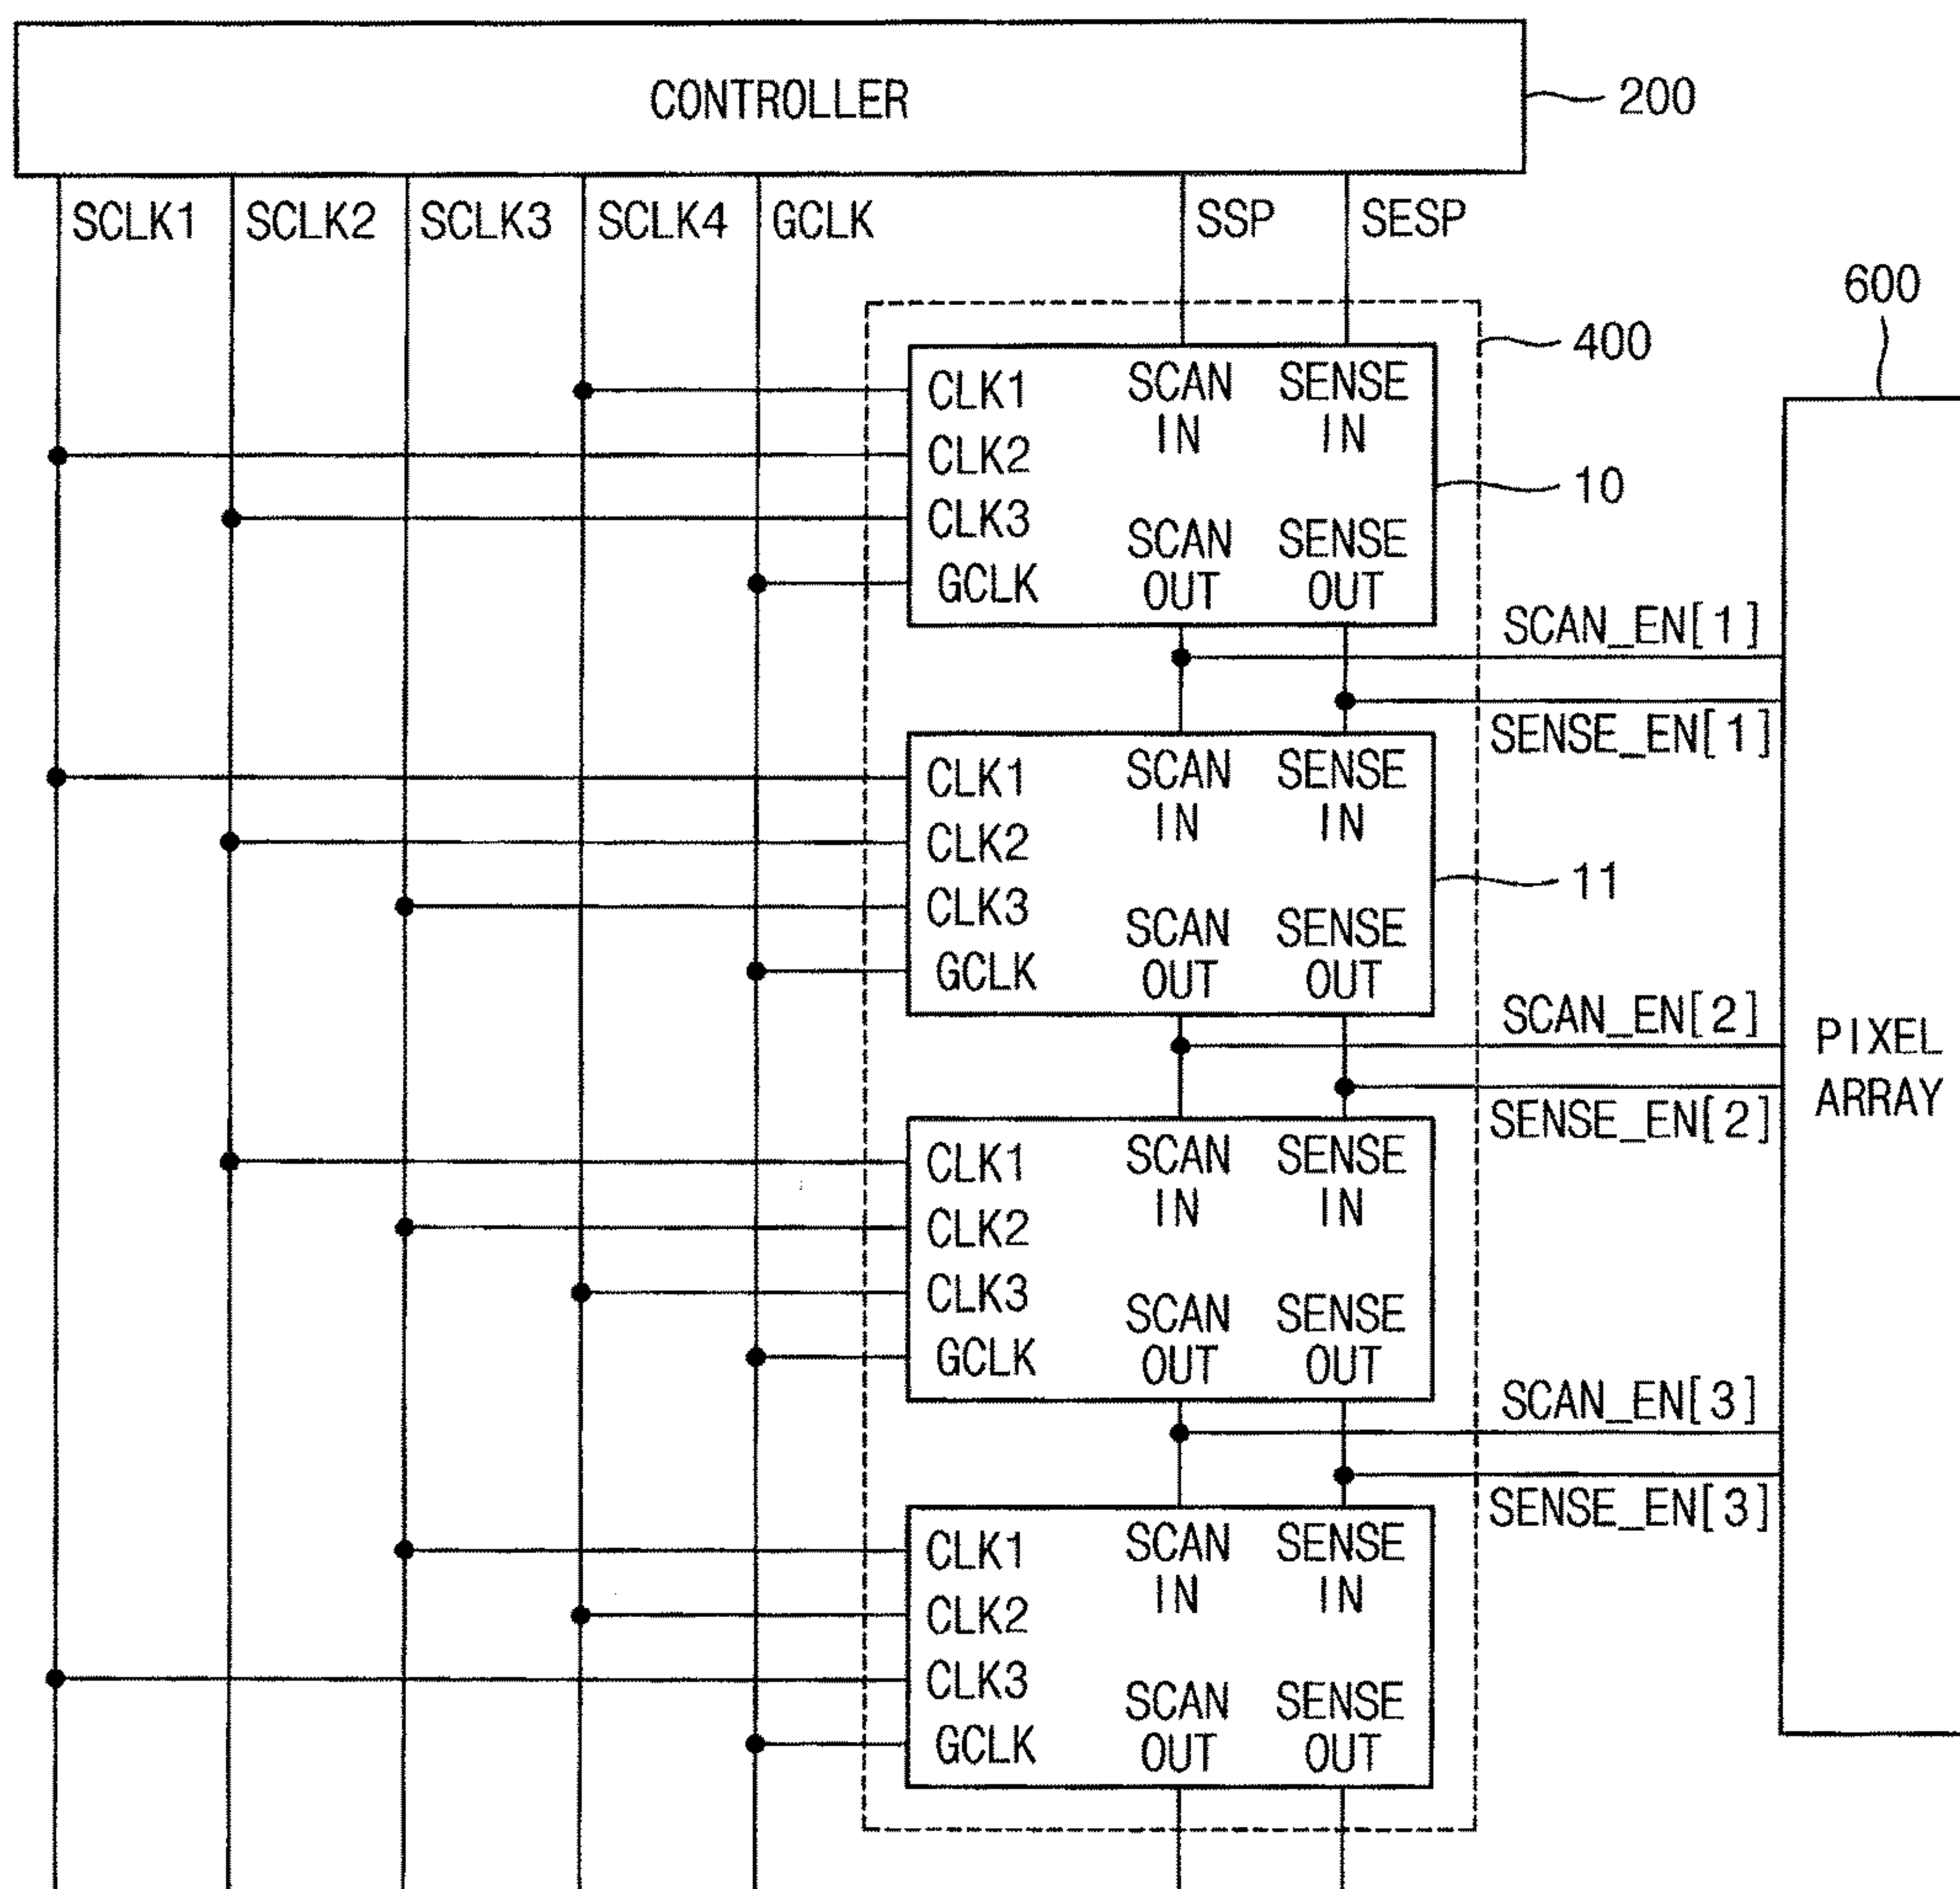 CONTROLLER
200
SCLK1 SCLK2 SCLK3 SCLK4 GCLK SSP SESP
600
400
CLK1 SCAN IN SENSE IN
CLK2
CLK3 SCAN OUT SENSE OUT
GCLK
10
SCAN_EN[1]
SENSE_EN[1]
CLK1 SCAN IN SENSE IN
CLK2
CLK3 SCAN OUT SENSE OUT
GCLK
11
SCAN_EN[2]
SENSE_EN[2]
PIXEL
ARRAY
CLK1 SCAN IN SENSE IN
CLK2
CLK3 SCAN OUT SENSE OUT
GCLK
SCAN_EN[3]
SENSE_EN[3]
CLK1 SCAN IN SENSE IN
CLK2
CLK3 SCAN OUT SENSE OUT
GCLK